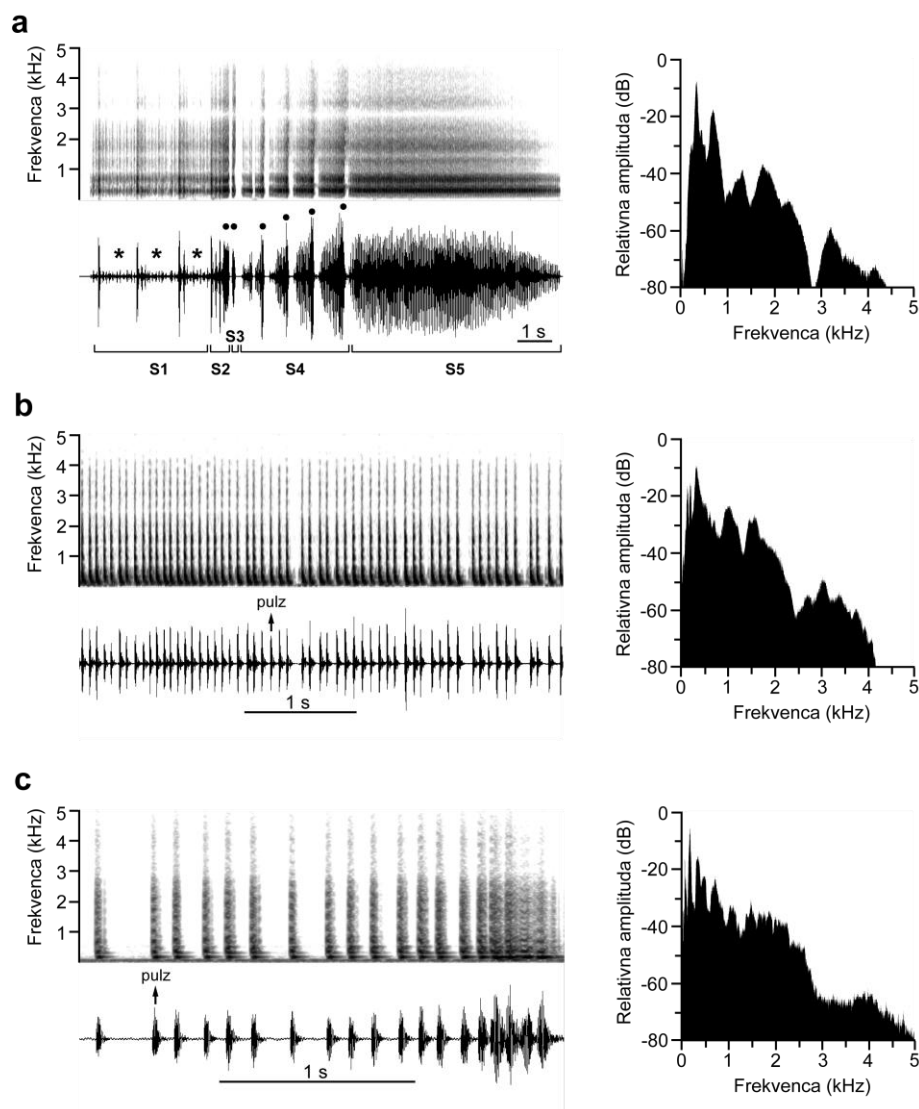 a
Frekvenca (kHz)
5
4
3
2
1
* * *
S1 S2 S3 S4 S5
1 s
Relativna amplituda (dB)
0
-20
-40
-60
-80
0 1 2 3 4 5
Frekvenca (kHz)
b
Frekvenca (kHz)
5
4
3
2
1
pulz
1 s
Relativna amplituda (dB)
0
-20
-40
-60
-80
0 1 2 3 4 5
Frekvenca (kHz)
c
Frekvenca (kHz)
5
4
3
2
1
pulz
1 s
Relativna amplituda (dB)
0
-20
-40
-60
-80
0 1 2 3 4 5
Frekvenca (kHz)